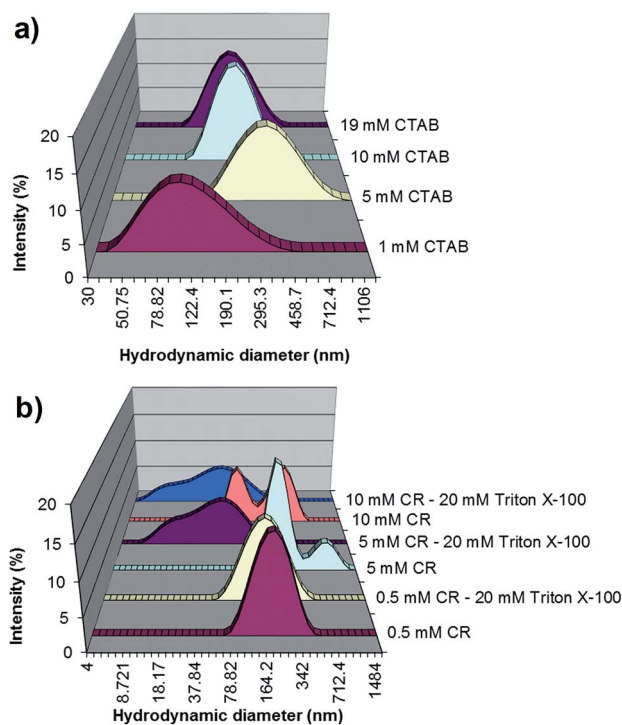 a)
20
15
10
5
0
Intensity (%)
19 mM CTAB
10 mM CTAB
5 mM CTAB
1 mM CTAB
30
50.75
78.82
122.4
190.1
295.3
458.7
712.4
1106
Hydrodynamic diameter (nm)
b)
20
15
10
5
0
Intensity (%)
10 mM CR - 20 mM Triton X-100
10 mM CR
5 mM CR - 20 mM Triton X-100
5 mM CR
0.5 mM CR - 20 mM Triton X-100
0.5 mM CR
4
8.721
18.17
37.84
78.82
164.2
342
712.4
1484
Hydrodynamic diameter (nm)